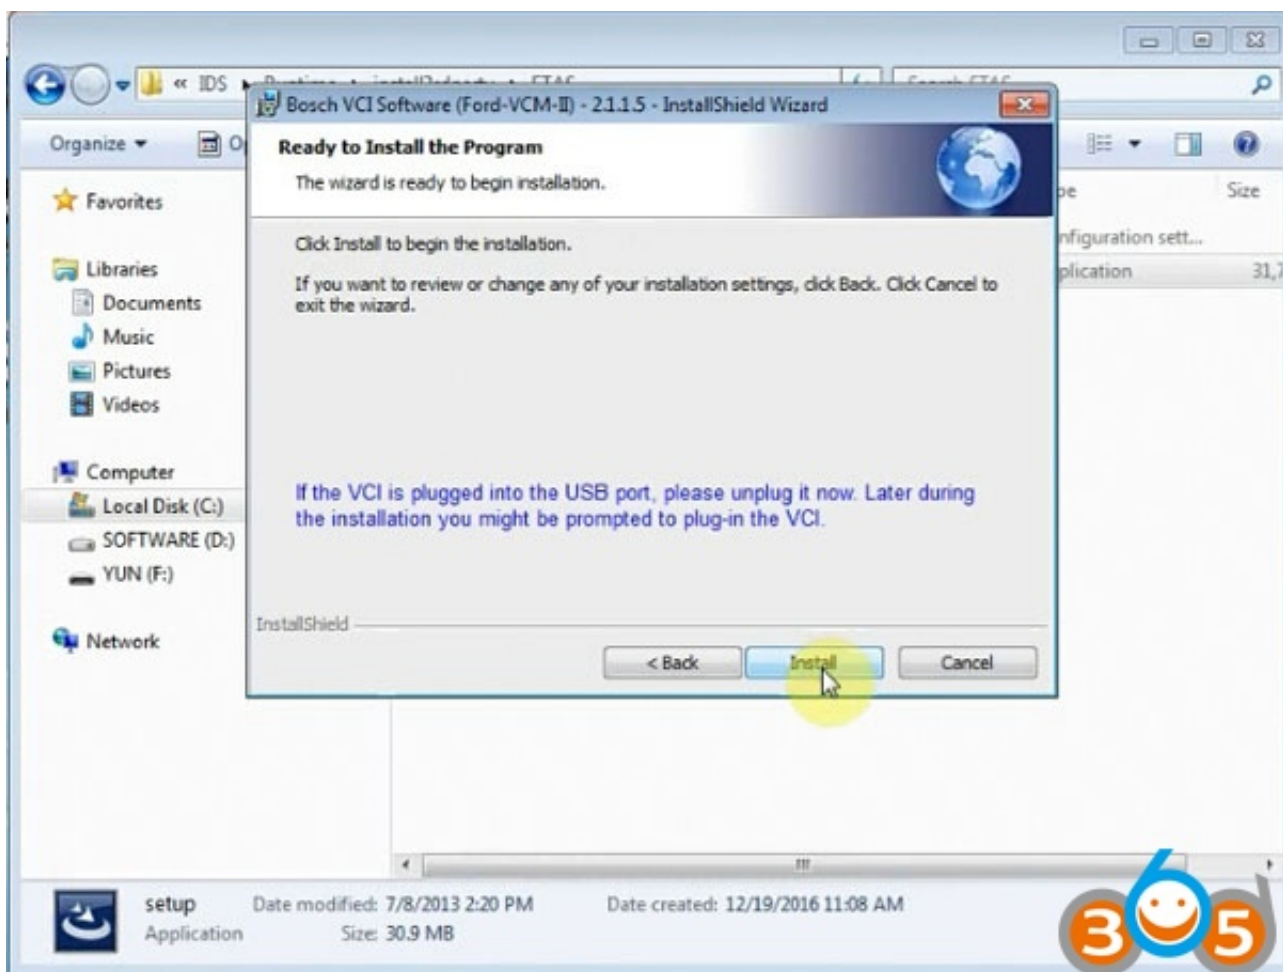 « IDS
Bosch VCI Software (Ford-VCM-II) - 2.1.1.5 - InstallShield Wizard
Organize
Ready to Install the Program
The wizard is ready to begin installation.
Size
Favorites
Click Install to begin the installation.
nfiguration sett...
Libraries
plication 31,7
If you want to review or change any of your installation settings, click Back. Click Cancel to
exit the wizard.
Documents
Music
Pictures
Videos
Computer
Local Disk (C:)
If the VCI is plugged into the USB port, please unplug it now. Later during
the installation you might be prompted to plug-in the VCI.
SOFTWARE (D:)
YUN (F:)
InstallShield
Network
< Back Install Cancel
setup Date modified: 7/8/2013 2:20 PM Date created: 12/19/2016 11:08 AM
Application Size: 30.9 MB
365d